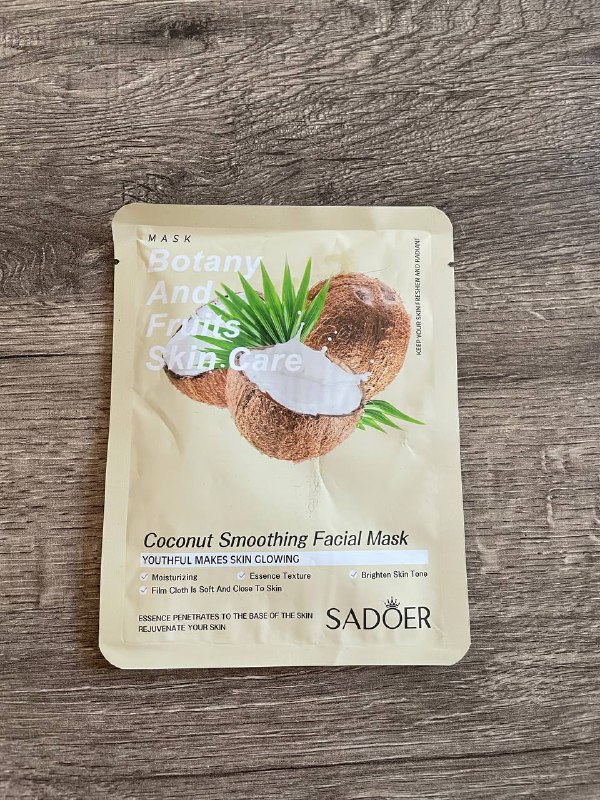 MASK
Botany
And
Fruits
Skin Care
KEEP YOUR SKIN FRESHEN AND RADIANT
Coconut Smoothing Facial Mask
YOUTHFUL MAKES SKIN GLOWING
Moisturizing
Essence Texture
Brighten Skin Tone
Film Cloth Is Soft And Close To Skin
ESSENCE PENETRATES TO THE BASE OF THE SKIN
REJUVENATE YOUR SKIN
SADOER